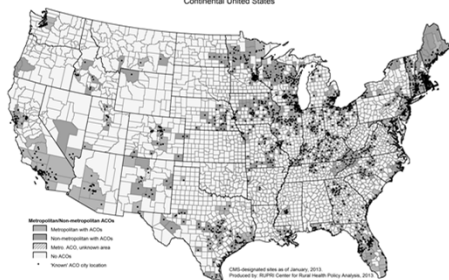 Continental United States
Metropolitan/Non-metropolitan ACOs
Metropolitan with ACOs
Non-metropolitan with ACOs
Metro. ACO, unknown area
No ACOs
'Known' ACO city location
CMS-designated sites as of January, 2013.
Produced by: RUPRI Center for Rural Health Policy Analysis, 2013.